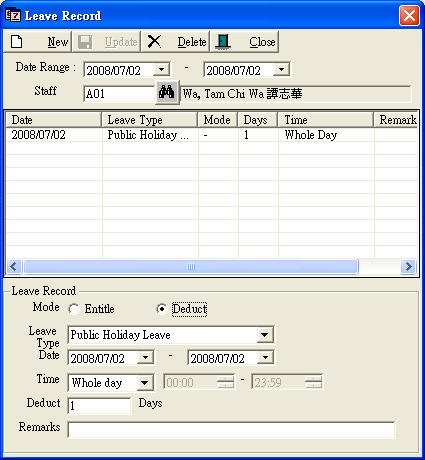 Leave Record
New Update Delete Close
Date Range : 2008/07/02 - 2008/07/02
Staff A01 Wa, Tam Chi Wa 譚志華
Date Leave Type Mode Days Time Remark
2008/07/02 Public Holiday ... - 1 Whole Day
Leave Record
Mode Entitle Deduct
Leave Type Public Holiday Leave
Date 2008/07/02 - 2008/07/02
Time Whole day 00:00 - 23:59
Deduct 1 Days
Remarks